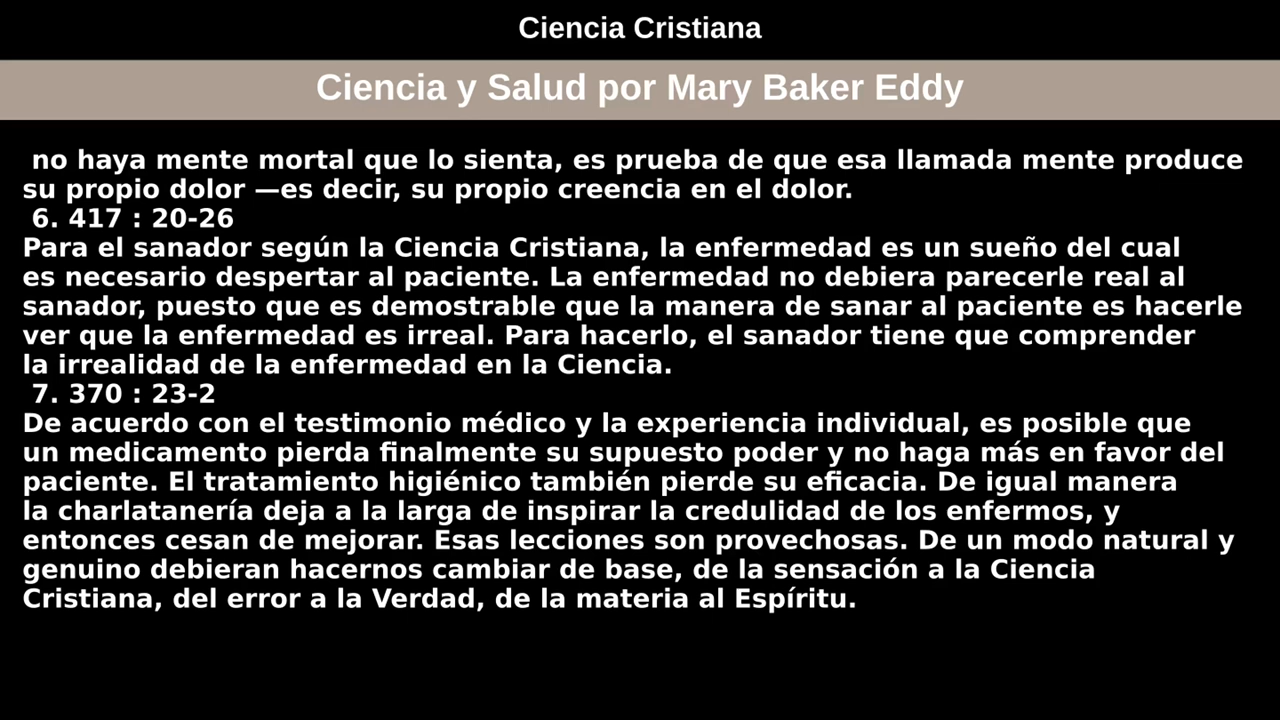 Ciencia Cristiana
Ciencia y Salud por Mary Baker Eddy
no haya mente mortal que lo sienta, es prueba de que esa llamada mente produce
su propio dolor —es decir, su propio creencia en el dolor.
6. 417 : 20-26
Para el sanador según la Ciencia Cristiana, la enfermedad es un sueño del cual
es necesario despertar al paciente. La enfermedad no debiera parecerle real al
sanador, puesto que es demostrable que la manera de sanar al paciente es hacerle
ver que la enfermedad es irreal. Para hacerlo, el sanador tiene que comprender
la irrealidad de la enfermedad en la Ciencia.
7. 370 : 23-2
De acuerdo con el testimonio médico y la experiencia individual, es posible que
un medicamento pierda finalmente su supuesto poder y no haga más en favor del
paciente. El tratamiento higiénico también pierde su eficacia. De igual manera
la charlatanería deja a la larga de inspirar la credulidad de los enfermos, y
entonces cesan de mejorar. Esas lecciones son provechosas. De un modo natural y
genuino debieran hacernos cambiar de base, de la sensación a la Ciencia
Cristiana, del error a la Verdad, de la materia al Espíritu.